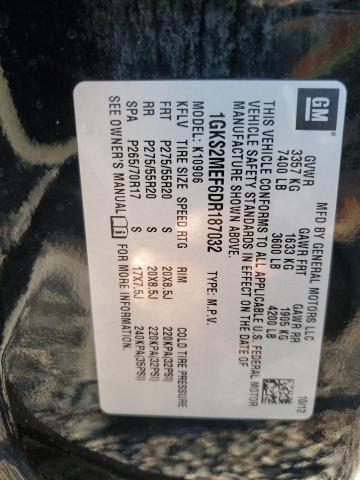 GM
MFD BY GENERAL MOTORS LLC
10/12
GVWR GAWR FRT GAWR RR
3357 KG 1633 KG 1905 KG
7400 LB 3600 LB 4200 LB
THIS VEHICLE CONFORMS TO ALL APPLICABLE U.S. FEDERAL MOTOR
VEHICLE SAFETY STANDARDS IN EFFECT ON THE DATE OF
MANUFACTURE SHOWN ABOVE.
1GKS2MEF6DR187032 TYPE: M.P.V.
K10906
KFLV TIRE SIZE SPEED RTG RIM COLD TIRE PRESSURE
FRT P275/55R20 S 20X8.5J 220KPA(32PSI)
RR P275/55R20 S 20X8.5J 220KPA(32PSI)
SPA P265/70R17 S 17X7.5J 240KPA(35PSI)
SEE OWNER'S MANUAL